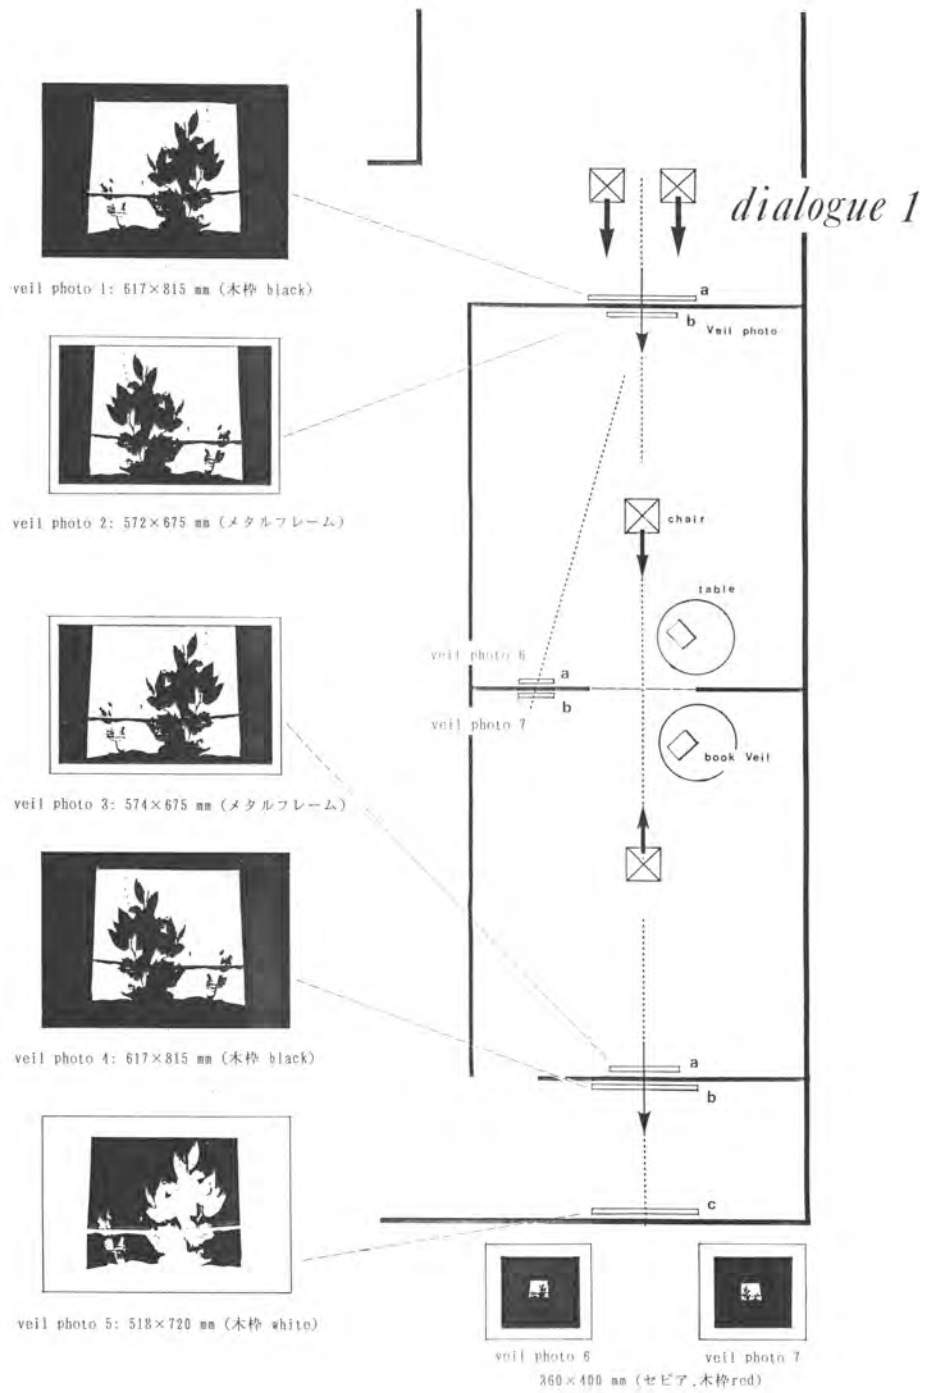 dialogue 1
veil photo 1: 617×815 mm (木枠 black)
a
b
Veil photo
veil photo 2: 572×675 mm (メタルフレーム)
chair
table
veil photo 6
a
b
veil photo 7
book Veil
veil photo 3: 574×675 mm (メタルフレーム)
veil photo 4: 617×815 mm (木枠 black)
a
b
c
veil photo 5: 518×720 mm (木枠 white)
veil photo 6
veil photo 7
360×400 mm (セピア,木枠red)